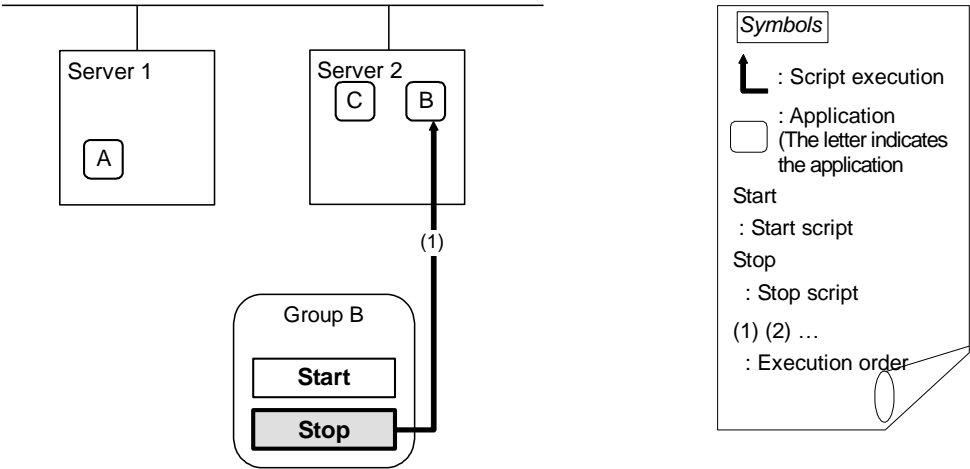 Server 1
A
Server 2
C
B
(1)
Group B
Start
Stop
Symbols
: Script execution
: Application
(The letter indicates
the application
Start
: Start script
Stop
: Stop script
(1) (2) …
: Execution order